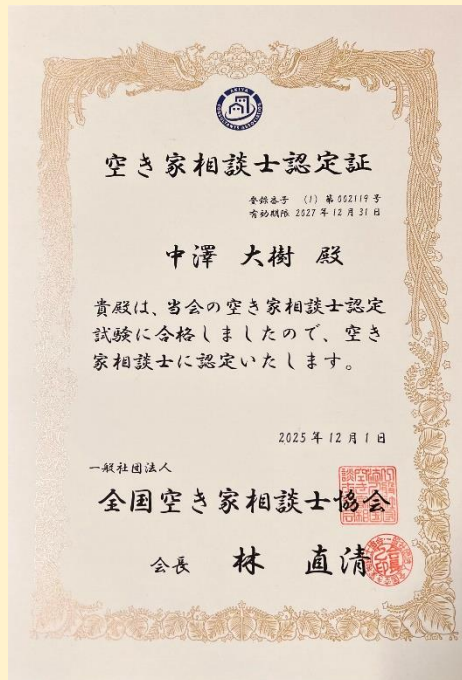 AKIYA CONSULTANTS ASSOCIATION
空き家相談士認定証
登録番号 (1) 第002119号
有効期限 2027年12月31日
中澤 大樹 殿
貴殿は、当会の空き家相談士認定
試験に合格しましたので、空き
家相談士に認定いたします。
2025年12月1日
一般社団法人
全国空き家相談士協会
会長 林 直清